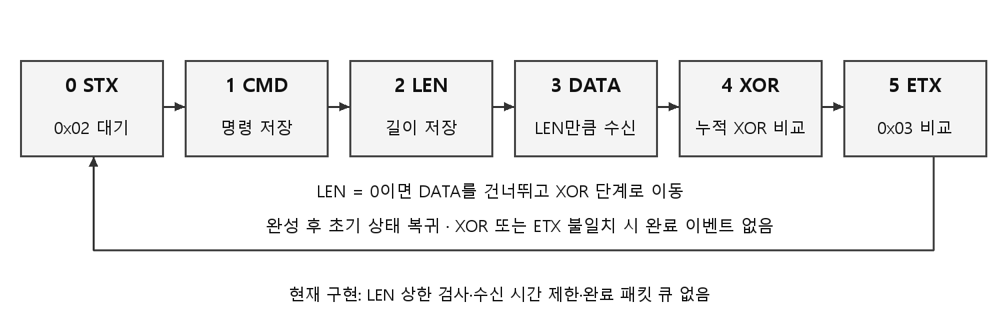 0 STX
0x02 대기
1 CMD
명령 저장
2 LEN
길이 저장
3 DATA
LEN만큼 수신
4 XOR
누적 XOR 비교
5 ETX
0x03 비교
LEN = 0이면 DATA를 건너뛰고 XOR 단계로 이동
완성 후 초기 상태 복귀 · XOR 또는 ETX 불일치 시 완료 이벤트 없음
현재 구현: LEN 상한 검사·수신 시간 제한·완료 패킷 큐 없음